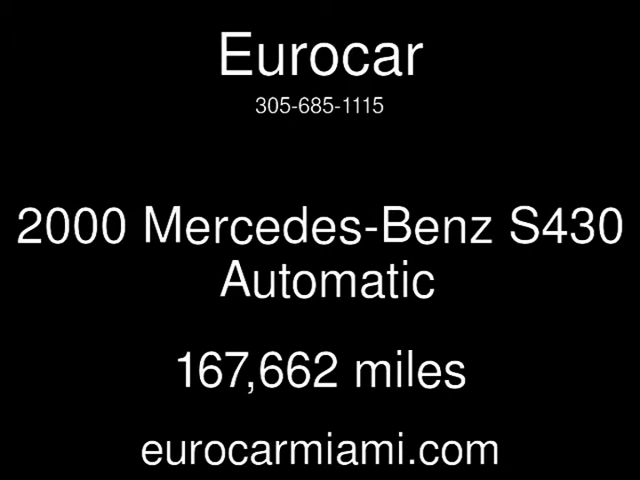 Eurocar
305-685-1115
2000 Mercedes-Benz S430
Automatic
167,662 miles
eurocarmiami.com